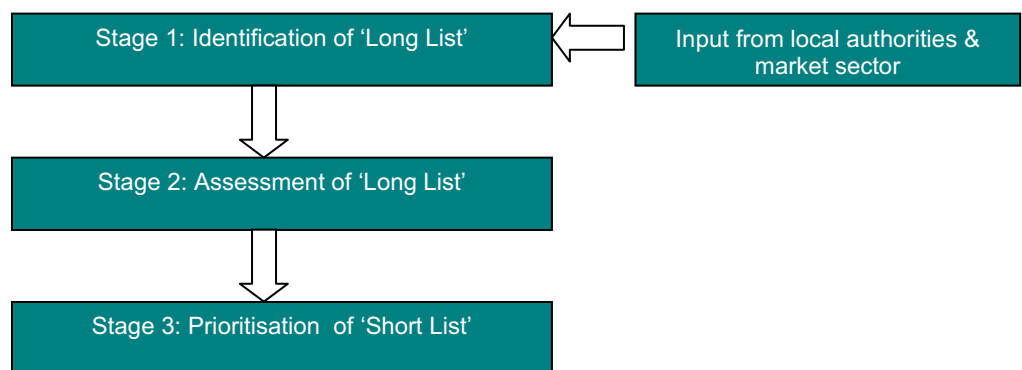 Stage 1: Identification of ‘Long List’
Input from local authorities &
market sector
Stage 2: Assessment of ‘Long List’
Stage 3: Prioritisation of ‘Short List’